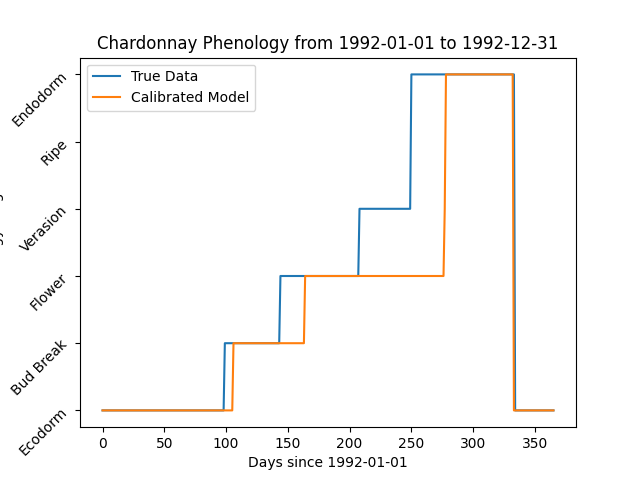 Chardonnay Phenology from 1992-01-01 to 1992-12-31
True Data
Calibrated Model
Endodorm
Ripe
Verasion
Flower
Bud Break
Ecodorm
0 50 100 150 200 250 300 350
Days since 1992-01-01